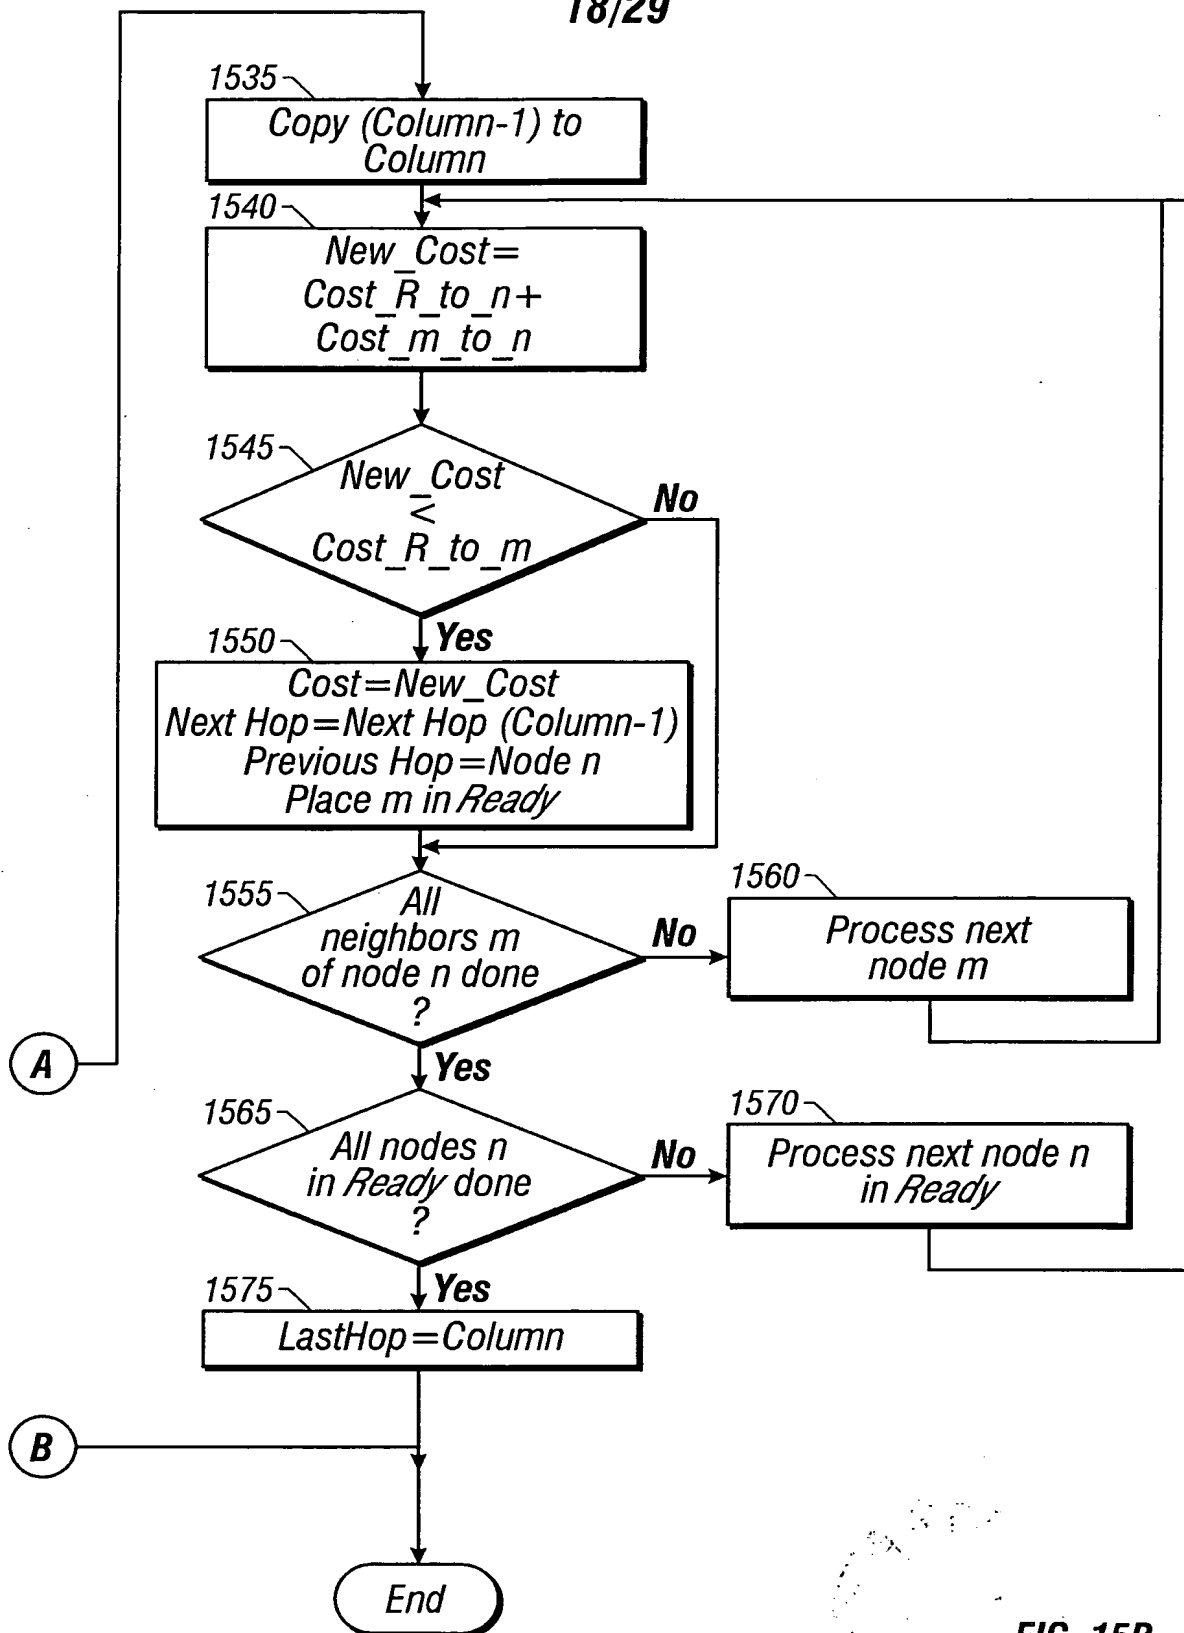 18/29
1535
Copy (Column-1) to
Column
1540
New_Cost=
Cost_R_to_n+
Cost_m_to_n
1545
New_Cost
<
Cost_R_to_m
No
Yes
1550
Cost=New_Cost
Next Hop=Next Hop (Column-1)
Previous Hop=Node n
Place m in Ready
1555
All
neighbors m
of node n done
?
No
1560
Process next
node m
A
Yes
1565
All nodes n
in Ready done
?
No
1570
Process next node n
in Ready
Yes
1575
LastHop=Column
B
End
FIG. 15B